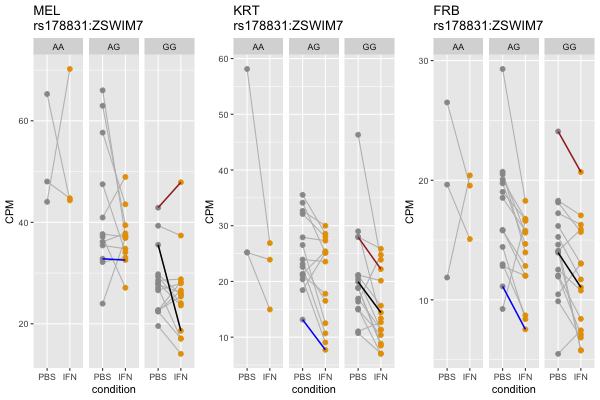 MEL
rs178831:ZSWIM7
AA AG GG
60
40
20
CPM
PBS IFN PBS IFN PBS IFN
condition
KRT
rs178831:ZSWIM7
AA AG GG
60
50
40
30
20
10
CPM
PBS IFN PBS IFN PBS IFN
condition
FRB
rs178831:ZSWIM7
AA AG GG
30
20
10
CPM
PBS IFN PBS IFN PBS IFN
condition